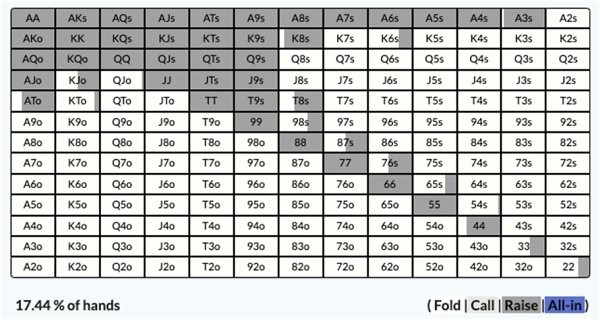 AA AKs AQs AJs ATs A9s A8s A7s A6s A5s A4s A3s A2s
AKo KK KQs KJs KTs K9s K8s K7s K6s K5s K4s K3s K2s
AQo KQo QQ QJs QTs Q9s Q8s Q7s Q6s Q5s Q4s Q3s Q2s
AJo KJo QJo JJ JTs J9s J8s J7s J6s J5s J4s J3s J2s
ATo KTo QTo JTo TT T9s T8s T7s T6s T5s T4s T3s T2s
A9o K9o Q9o J9o T9o 99 98s 97s 96s 95s 94s 93s 92s
A8o K8o Q8o J8o T8o 98o 88 87s 86s 85s 84s 83s 82s
A7o K7o Q7o J7o T7o 97o 87o 77 76s 75s 74s 73s 72s
A6o K6o Q6o J6o T6o 96o 86o 76o 66 65s 64s 63s 62s
A5o K5o Q5o J5o T5o 95o 85o 75o 65o 55 54s 53s 52s
A4o K4o Q4o J4o T4o 94o 84o 74o 64o 54o 44 43s 42s
A3o K3o Q3o J3o T3o 93o 83o 73o 63o 53o 43o 33 32s
A2o K2o Q2o J2o T2o 92o 82o 72o 62o 52o 42o 32o 22
17.44 % of hands ( Fold | Call | Raise | All-in )